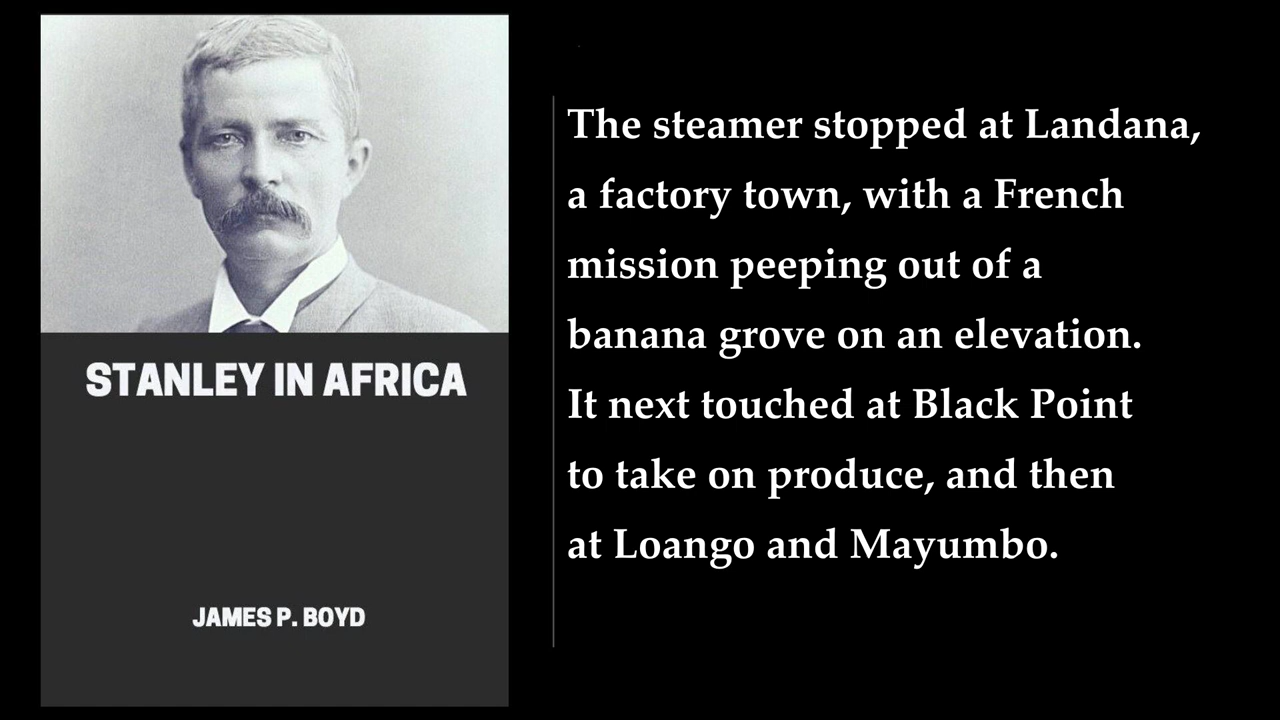 STANLEY IN AFRICA
JAMES P. BOYD
The steamer stopped at Landana,
a factory town, with a French
mission peeping out of a
banana grove on an elevation.
It next touched at Black Point
to take on produce, and then
at Loango and Mayumbo.